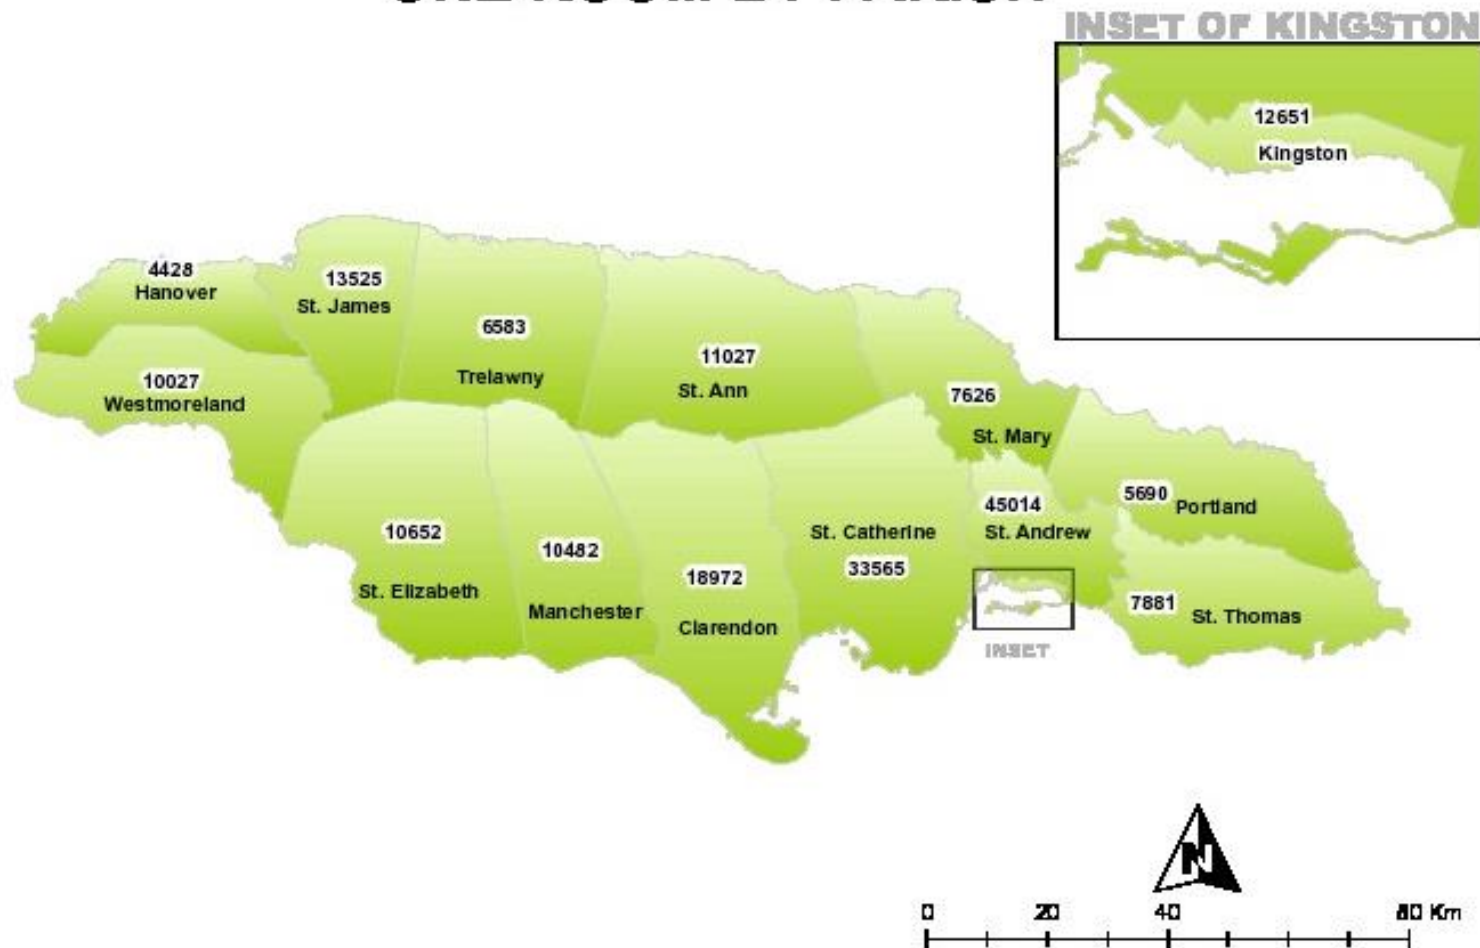 INSET OF KINGSTON
12651
Kingston
4428
Hanover
13525
St. James
6583
Trelawny
11027
St. Ann
10027
Westmoreland
7626
St. Mary
5690 Portland
45014
St. Andrew
10652
St. Elizabeth
10482
Manchester
18972
Clarendon
St. Catherine
33565
7881 St. Thomas
INSET
N
0 20 40 80 Km